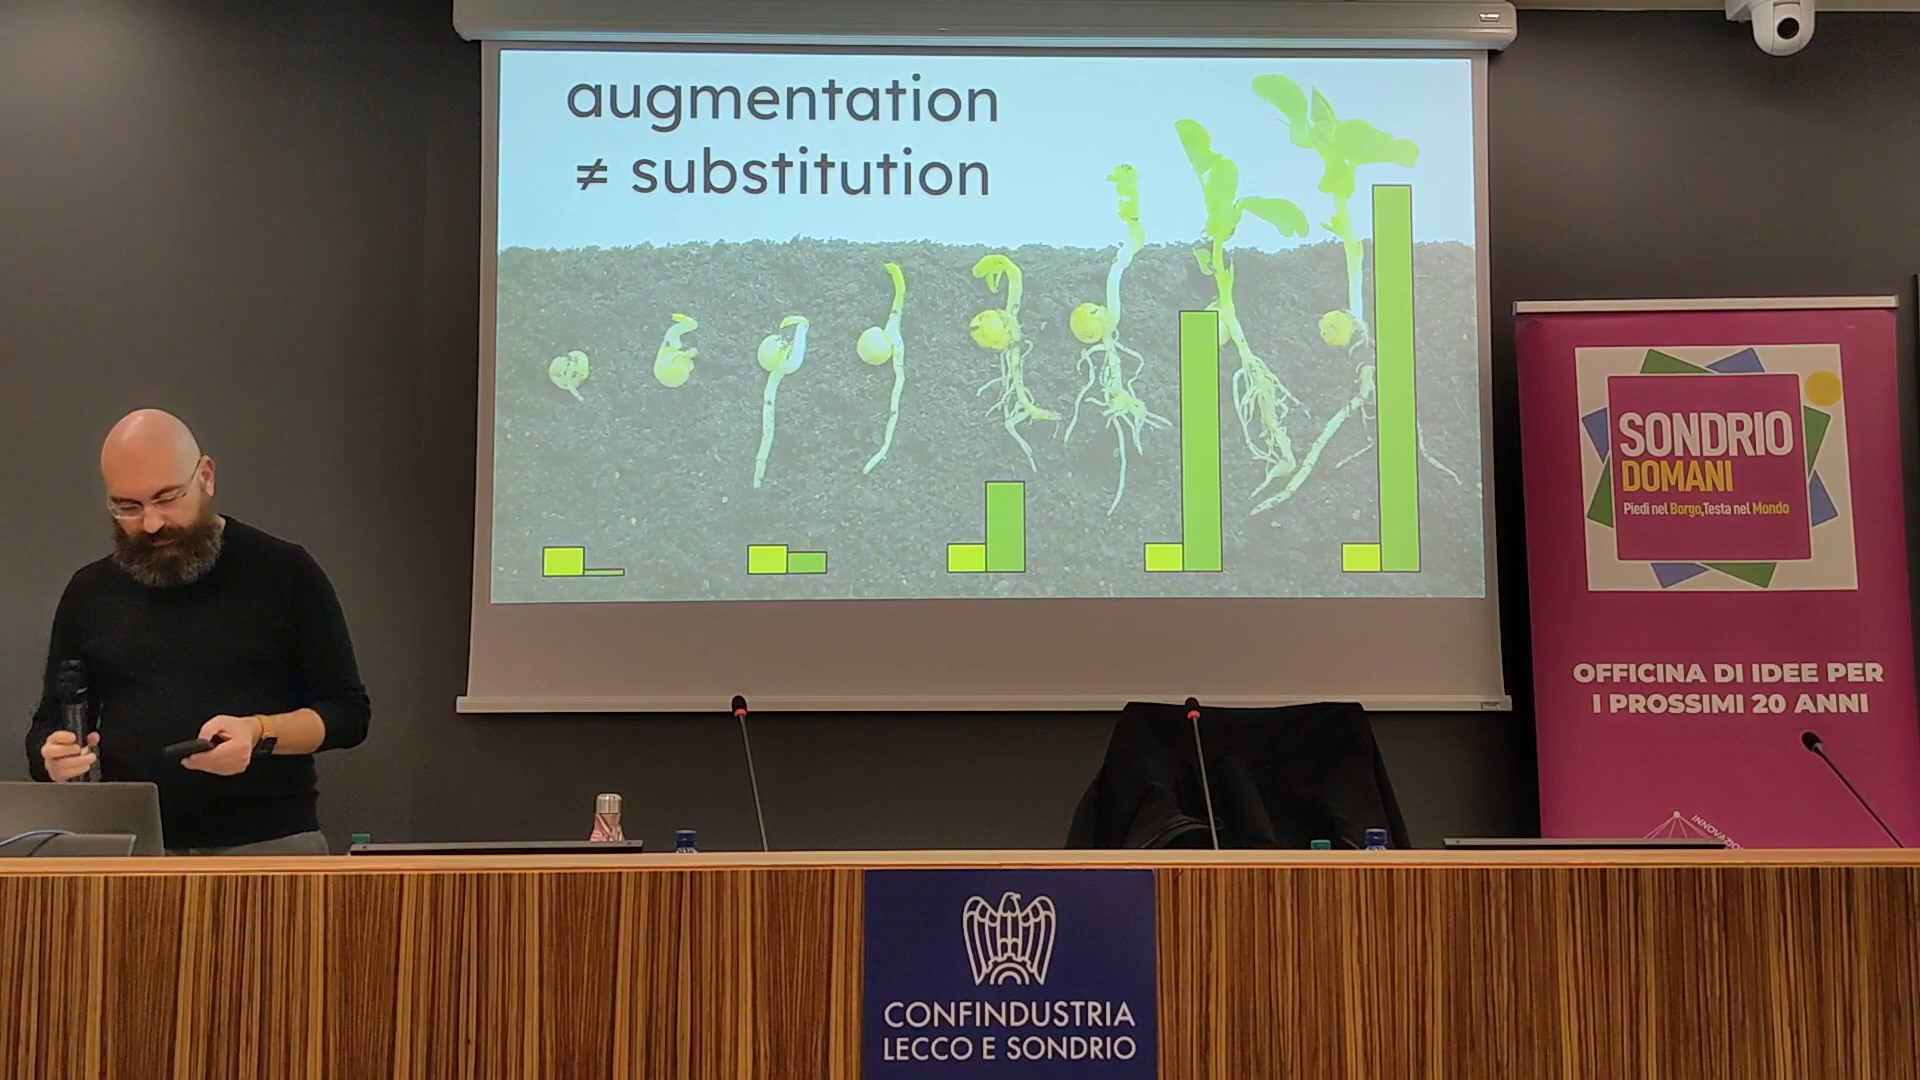 augmentation
≠ substitution
SONDRIO
DOMANI
Piedi nel Borgo,Testa nel Mondo
OFFICINA DI IDEE PER
I PROSSIMI 20 ANNI
CONFINDUSTRIA
LECCO E SONDRIO